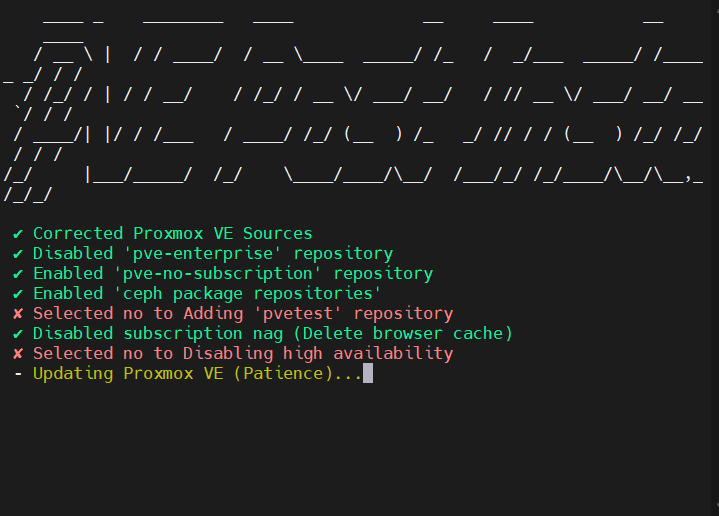 ✔ Corrected Proxmox VE Sources
✔ Disabled 'pve-enterprise' repository
✔ Enabled 'pve-no-subscription' repository
✔ Enabled 'ceph package repositories'
✘ Selected no to Adding 'pvetest' repository
✔ Disabled subscription nag (Delete browser cache)
✘ Selected no to Disabling high availability
- Updating Proxmox VE (Patience)...